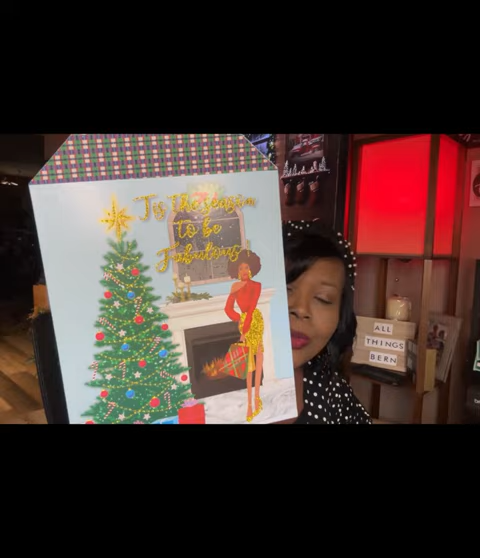 'Tis the season
to be
Fabulous!
ALL
THINGS
BERN